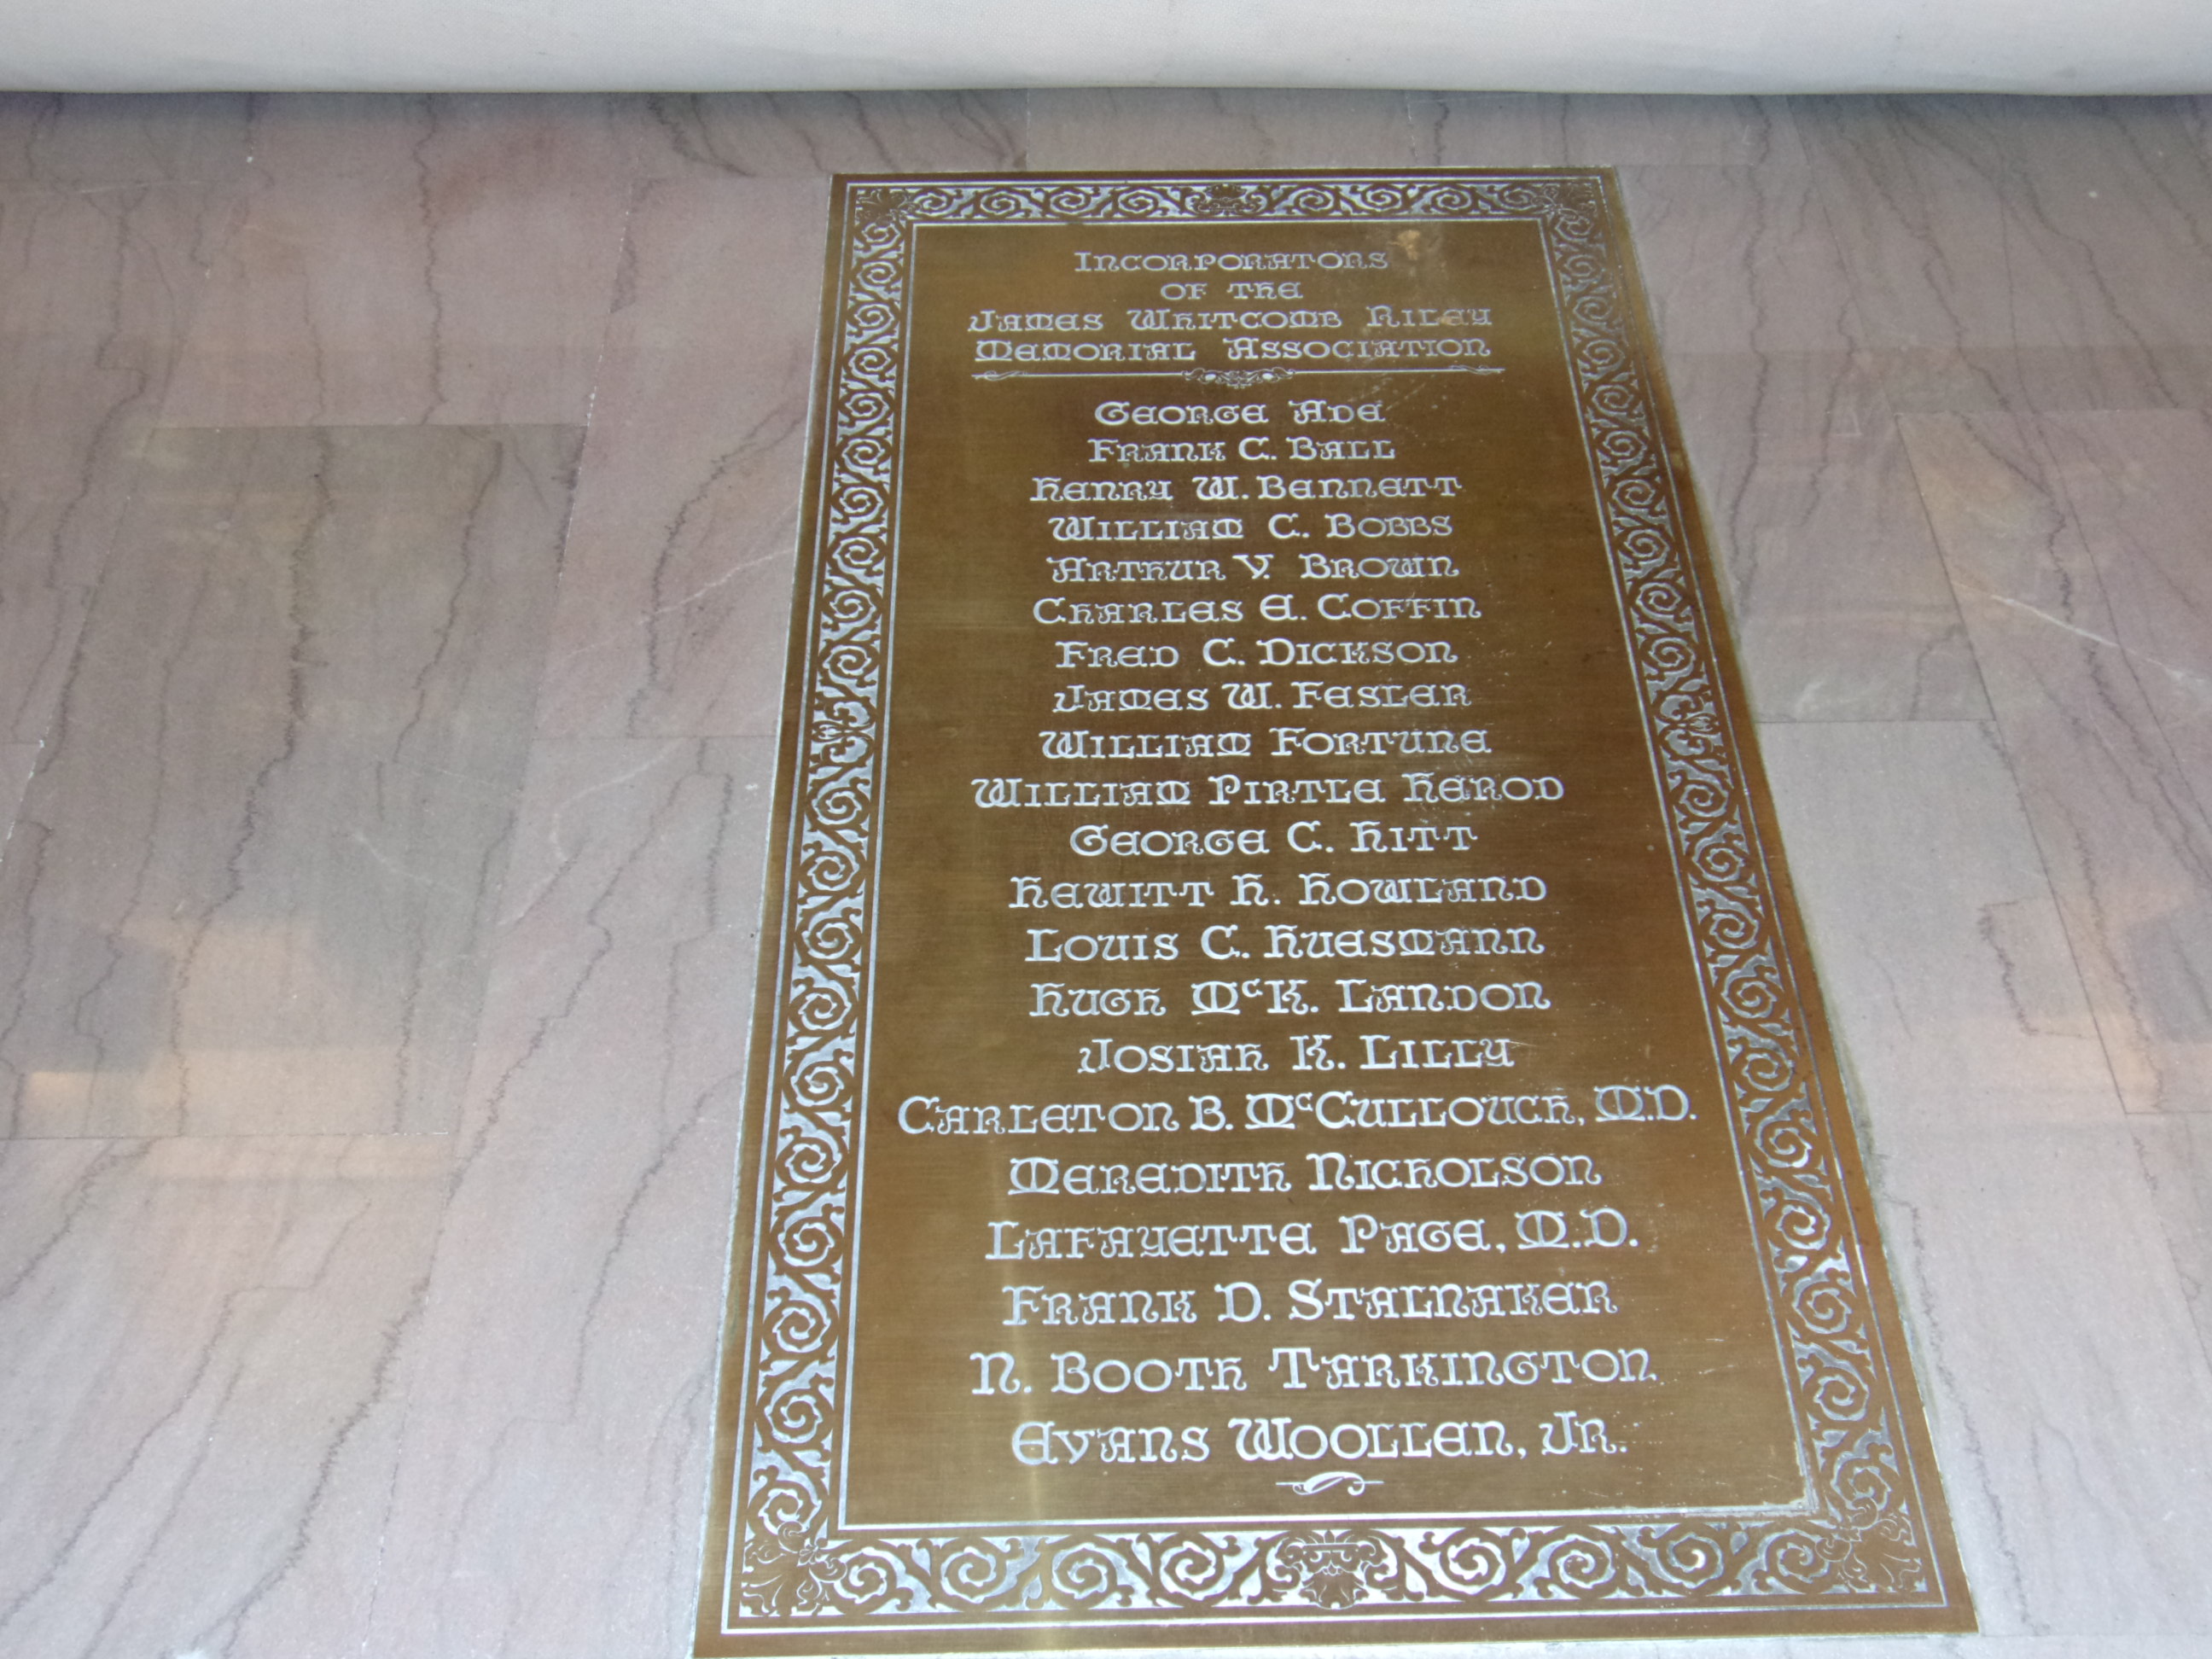 Incorporators
of the
James Whitcomb Riley
Memorial Association
George Ade
Frank C. Ball
Henry W. Bennett
William C. Bobbs
Arthur V. Brown
Charles E. Coffin
Fred C. Dickson
James W. Fesler
William Fortune
William Pirtle Herod
George C. Hitt
Hewitt H. Howland
Louis C. Huesmann
Hugh McK. Landon
Josiah K. Lilly
Carleton B. McCullouch, M.D.
Meredith Nicholson
Lafayette Page, M.D.
Frank D. Stalnaker
N. Booth Tarkington
Evans Woollen, Jr.